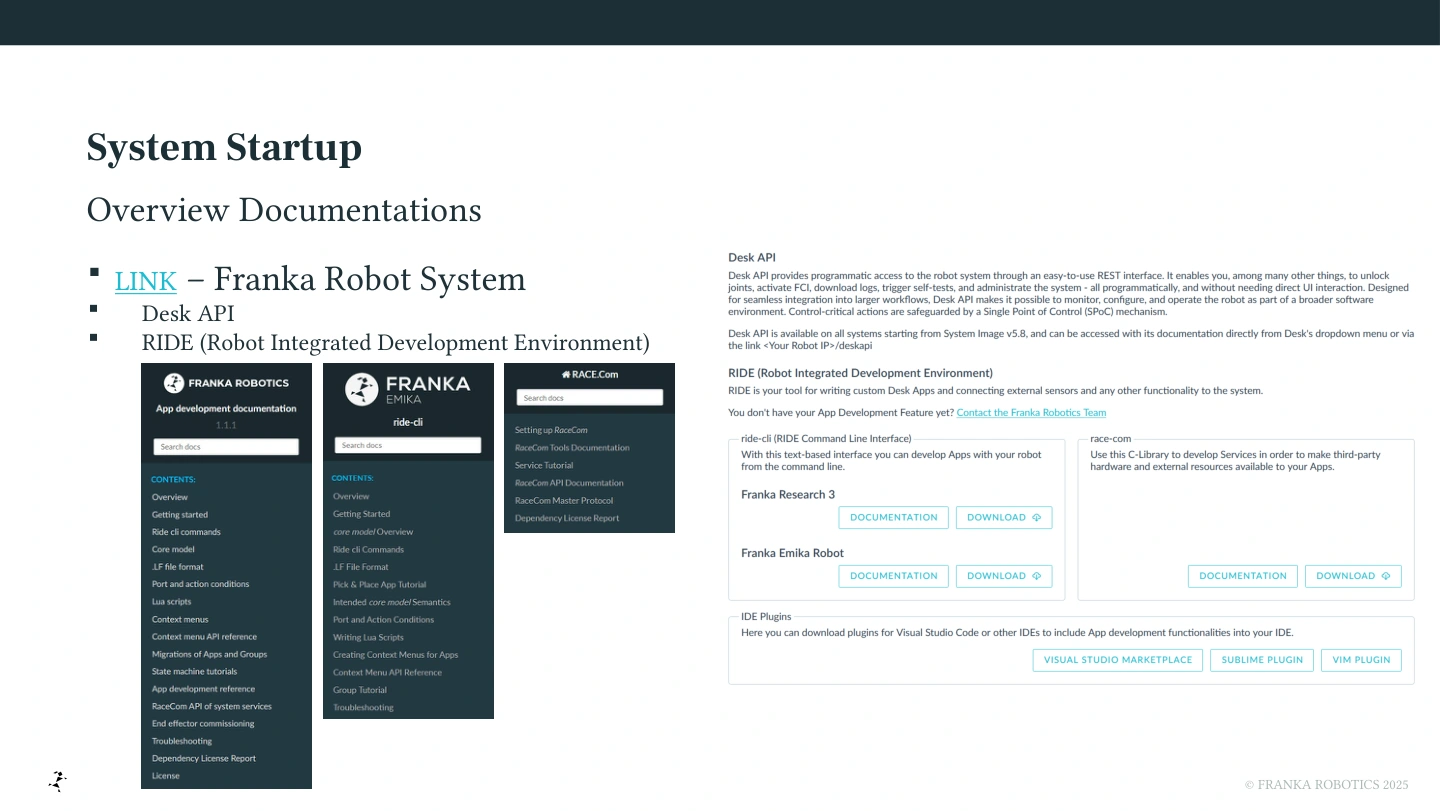 System Startup
Overview Documentations
▪ LINK – Franka Robot System
▪ Desk API
▪ RIDE (Robot Integrated Development Environment)
FRANKA ROBOTICS
App development documentation
1.1.1
Search docs
CONTENTS:
Overview
Getting started
Ride cli commands
Core model
.LF file format
Port and action conditions
Lua scripts
Context menus
Context menu API reference
Migrations of Apps and Groups
State machine tutorials
App development reference
RaceCom API of system services
End effector commissioning
Troubleshooting
Dependency License Report
License
FRANKA
EMIKA
ride-cli
Search docs
CONTENTS:
Overview
Getting Started
core model Overview
Ride cli Commands
.LF File Format
Pick & Place App Tutorial
Intended core model Semantics
Port and Action Conditions
Writing Lua Scripts
Creating Context Menus for Apps
Context Menu API Reference
Group Tutorial
Troubleshooting
RACE.Com
Search docs
Setting up RaceCom
RaceCom Tools Documentation
Service Tutorial
RaceCom API Documentation
RaceCom Master Protocol
Dependency License Report
Desk API
Desk API provides programmatic access to the robot system through an easy-to-use REST interface. It enables you, among many other things, to unlock
joints, activate FCI, download logs, trigger self-tests, and administrate the system - all programmatically, and without needing direct UI interaction. Designed
for seamless integration into larger workflows, Desk API makes it possible to monitor, configure, and operate the robot as part of a broader software
environment. Control-critical actions are safeguarded by a Single Point of Control (SPoC) mechanism.
Desk API is available on all systems starting from System Image v5.8, and can be accessed with its documentation directly from Desk's dropdown menu or via
the link <Your Robot IP>/deskapi
RIDE (Robot Integrated Development Environment)
RIDE is your tool for writing custom Desk Apps and connecting external sensors and any other functionality to the system.
You don't have your App Development Feature yet? Contact the Franka Robotics Team
ride-cli (RIDE Command Line Interface)
With this text-based interface you can develop Apps with your robot
from the command line.
Franka Research 3
DOCUMENTATION DOWNLOAD
Franka Emika Robot
DOCUMENTATION DOWNLOAD
race-com
Use this C-Library to develop Services in order to make third-party
hardware and external resources available to your Apps.
DOCUMENTATION DOWNLOAD
IDE Plugins
Here you can download plugins for Visual Studio Code or other IDEs to include App development functionalities into your IDE.
VISUAL STUDIO MARKETPLACE SUBLIME PLUGIN VIM PLUGIN
© FRANKA ROBOTICS 2025